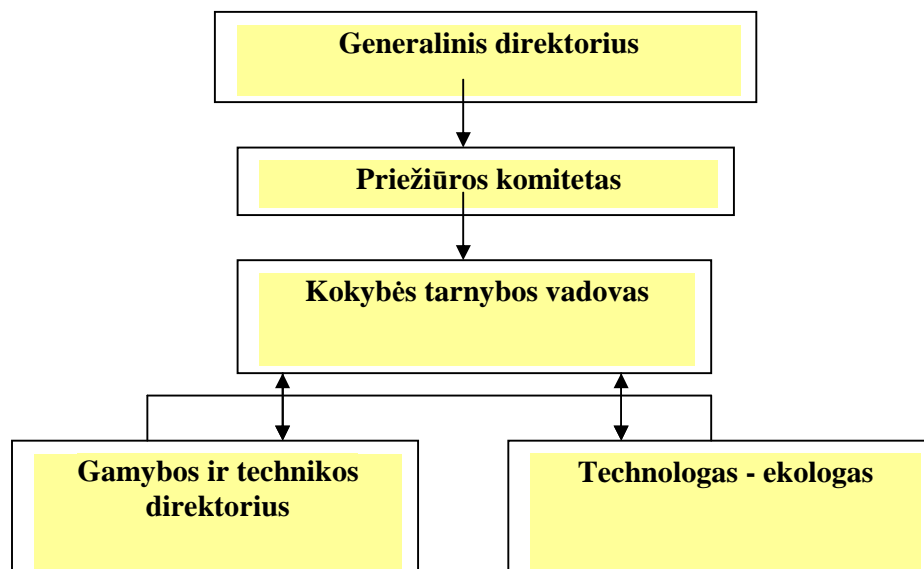 Generalinis direktorius
Priežiūros komitetas
Kokybės tarnybos vadovas
Gamybos ir technikos
direktorius
Technologas - ekologas